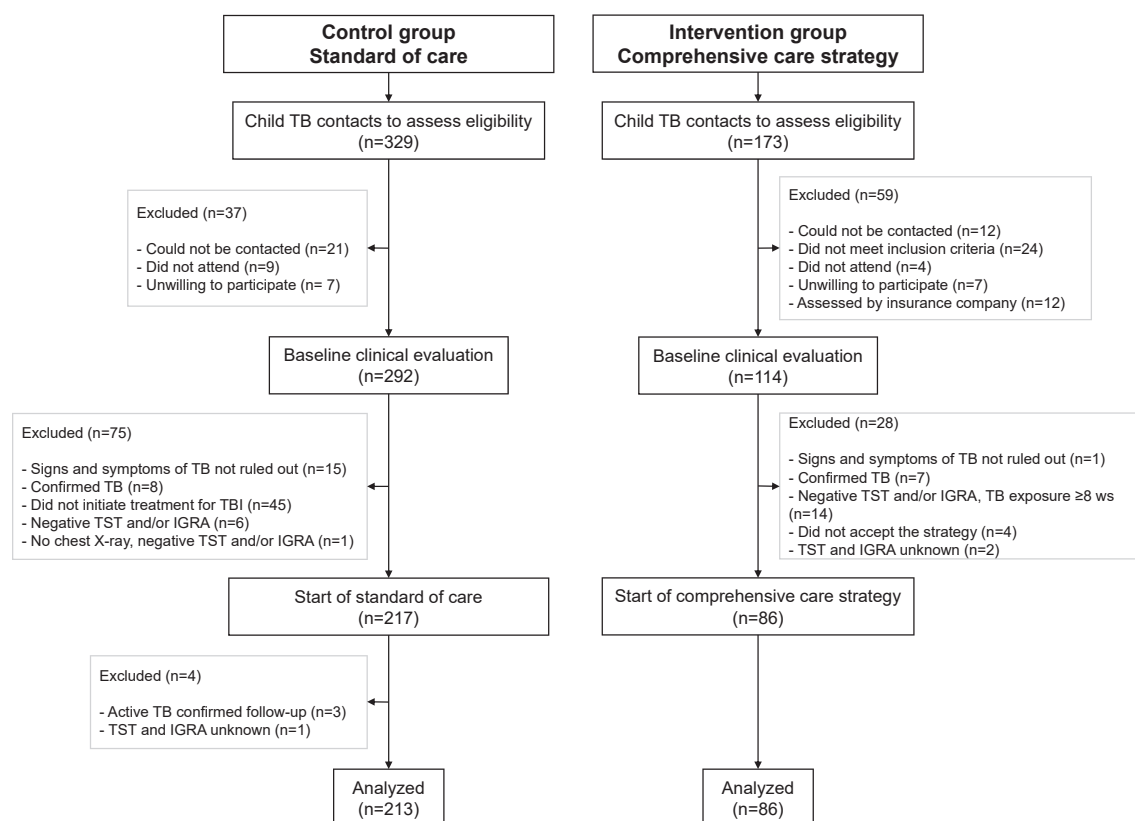 Control group
Standard of care
Child TB contacts to assess eligibility
(n=329)
Excluded (n=37)
- Could not be contacted (n=21)
- Did not attend (n=9)
- Unwilling to participate (n= 7)
Baseline clinical evaluation
(n=292)
Excluded (n=75)
- Signs and symptoms of TB not ruled out (n=15)
- Confirmed TB (n=8)
- Did not initiate treatment for TBI (n=45)
- Negative TST and/or IGRA (n=6)
- No chest X-ray, negative TST and/or IGRA (n=1)
Start of standard of care
(n=217)
Excluded (n=4)
- Active TB confirmed follow-up (n=3)
- TST and IGRA unknown (n=1)
Analyzed
(n=213)
Intervention group
Comprehensive care strategy
Child TB contacts to assess eligibility
(n=173)
Excluded (n=59)
- Could not be contacted (n=12)
- Did not meet inclusion criteria (n=24)
- Did not attend (n=4)
- Unwilling to participate (n=7)
- Assessed by insurance company (n=12)
Baseline clinical evaluation
(n=114)
Excluded (n=28)
- Signs and symptoms of TB not ruled out (n=1)
- Confirmed TB (n=7)
- Negative TST and/or IGRA, TB exposure ≥8 ws
(n=14)
- Did not accept the strategy (n=4)
- TST and IGRA unknown (n=2)
Start of comprehensive care strategy
(n=86)
Analyzed
(n=86)